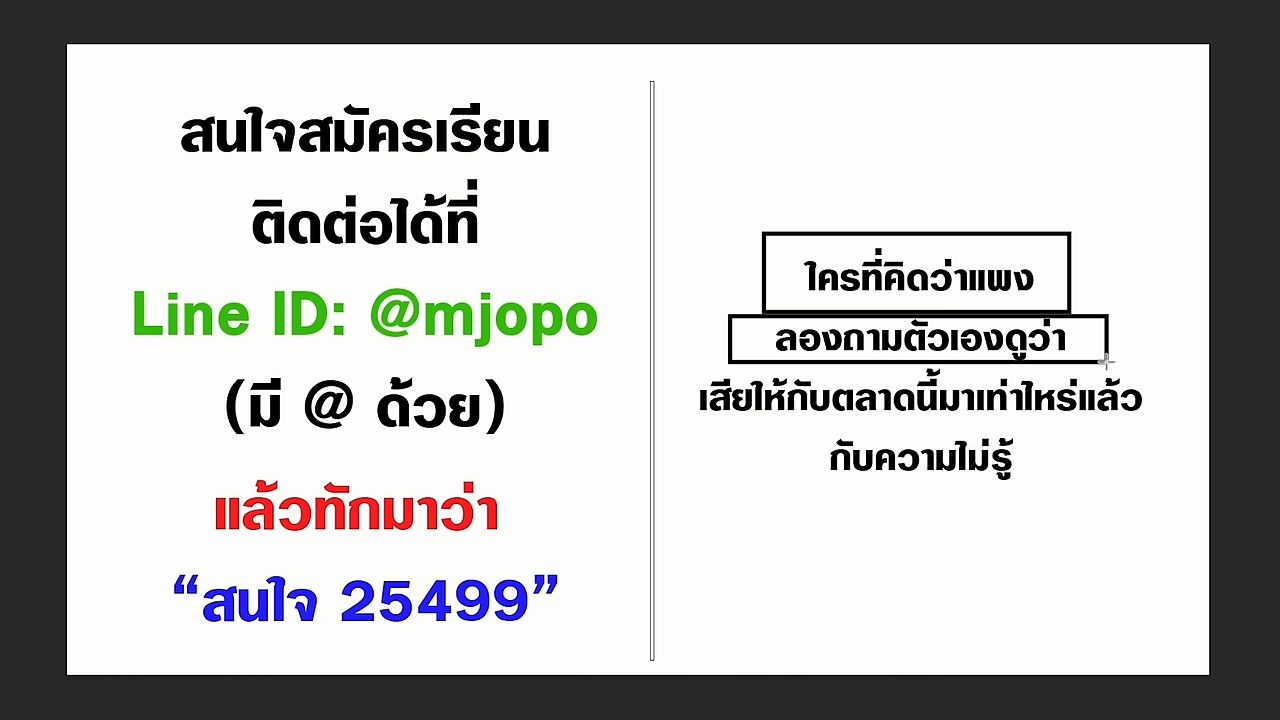 สนใจสมัครเรียน
ติดต่อได้ที่
Line ID: @mjopo
(มี @ ด้วย)
แล้วทักมาว่า
“สนใจ 25499”
ใครที่คิดว่าแพง
ลองถามตัวเองดูว่า
เสียให้กับตลาดนี้มาเท่าไหร่แล้ว
กับความไม่รู้